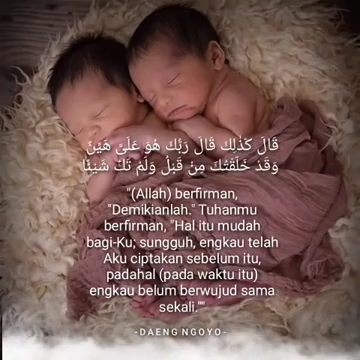 قَالَ كَذٰلِكَ قَالَ رَبُّكَ هُوَ عَلَيَّ هَيِّنٌ
وَقَدْ خَلَقْتُكَ مِنْ قَبْلُ وَلَمْ تَكُ شَيْئًا
"(Allah) berfirman,
"Demikianlah." Tuhanmu
berfirman, "Hal itu mudah
bagi-Ku; sungguh, engkau telah
Aku ciptakan sebelum itu,
padahal (pada waktu itu)
engkau belum berwujud sama
sekali.""
-DAENG NGOYO-